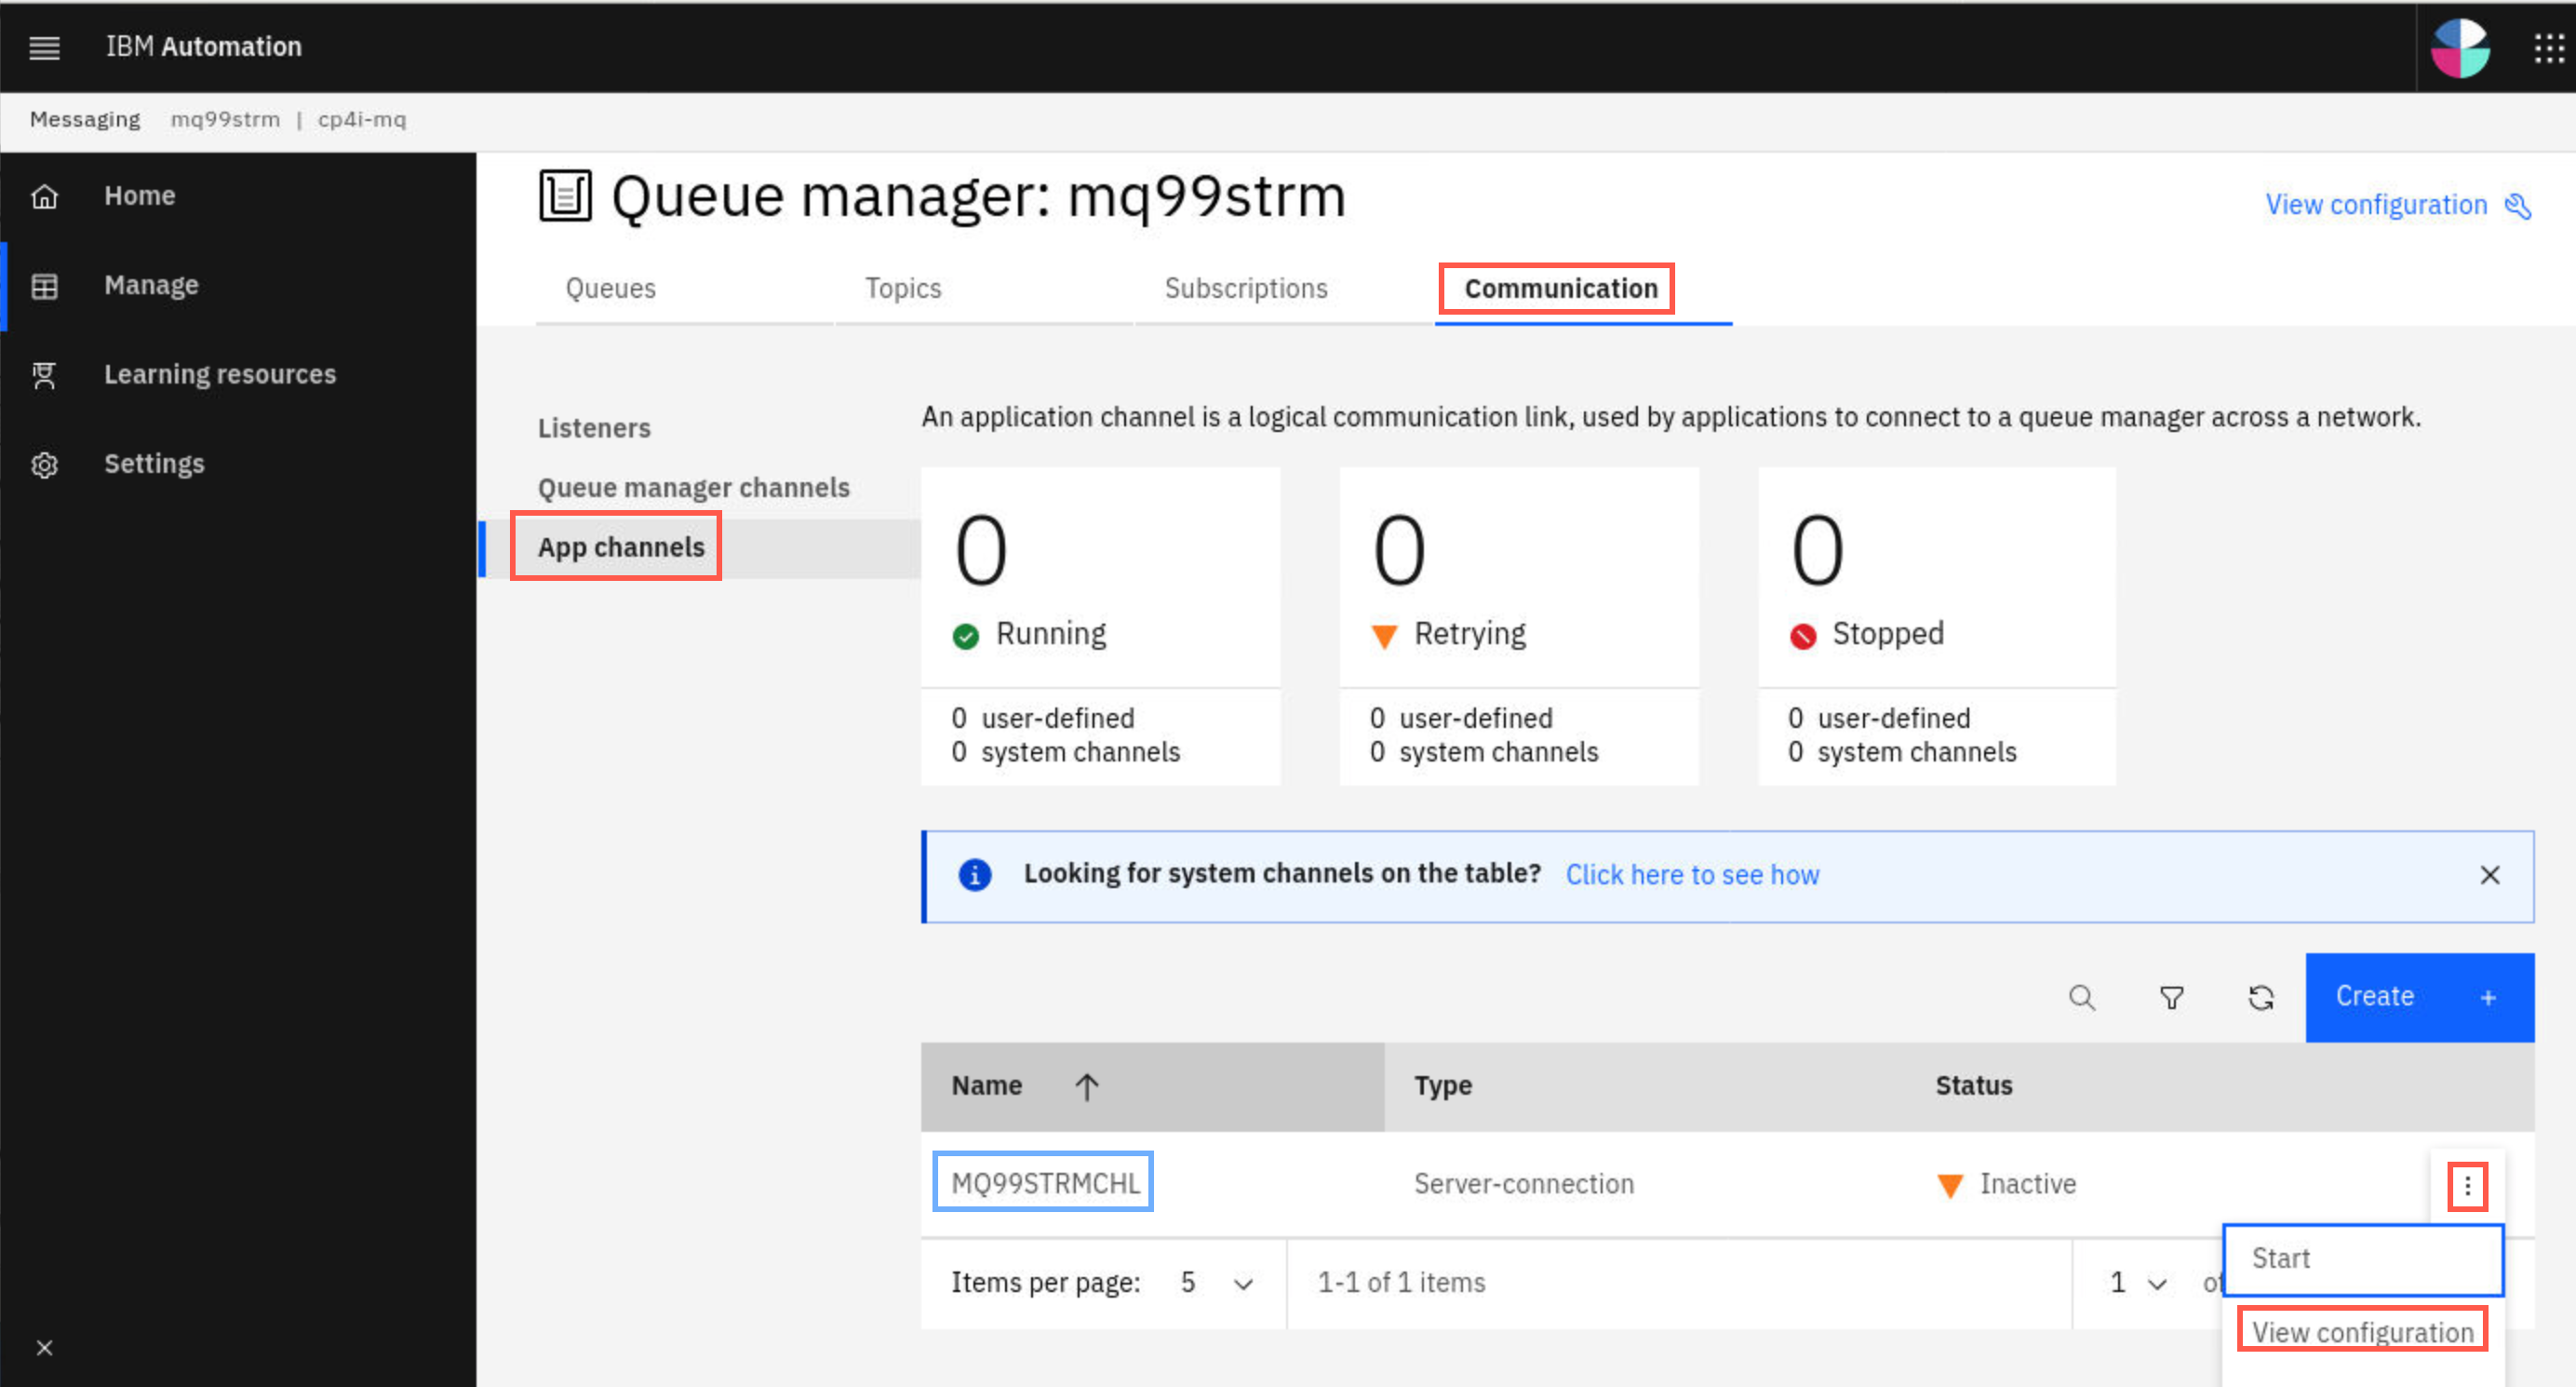 IBM Automation
Messaging mq99strm | cp4i-mq
Home
Manage
Learning resources
Settings
Queue manager: mq99strm
View configuration
Queues Topics Subscriptions Communication
Listeners
Queue manager channels
App channels
An application channel is a logical communication link, used by applications to connect to a queue manager across a network.
0 0 0
Running Retrying Stopped
0 user-defined 0 user-defined 0 user-defined
0 system channels 0 system channels 0 system channels
Looking for system channels on the table? Click here to see how
Create +
Name Type Status
MQ99STRMCHL Server-connection Inactive
Items per page: 5 1-1 of 1 items 1
Start
View configuration